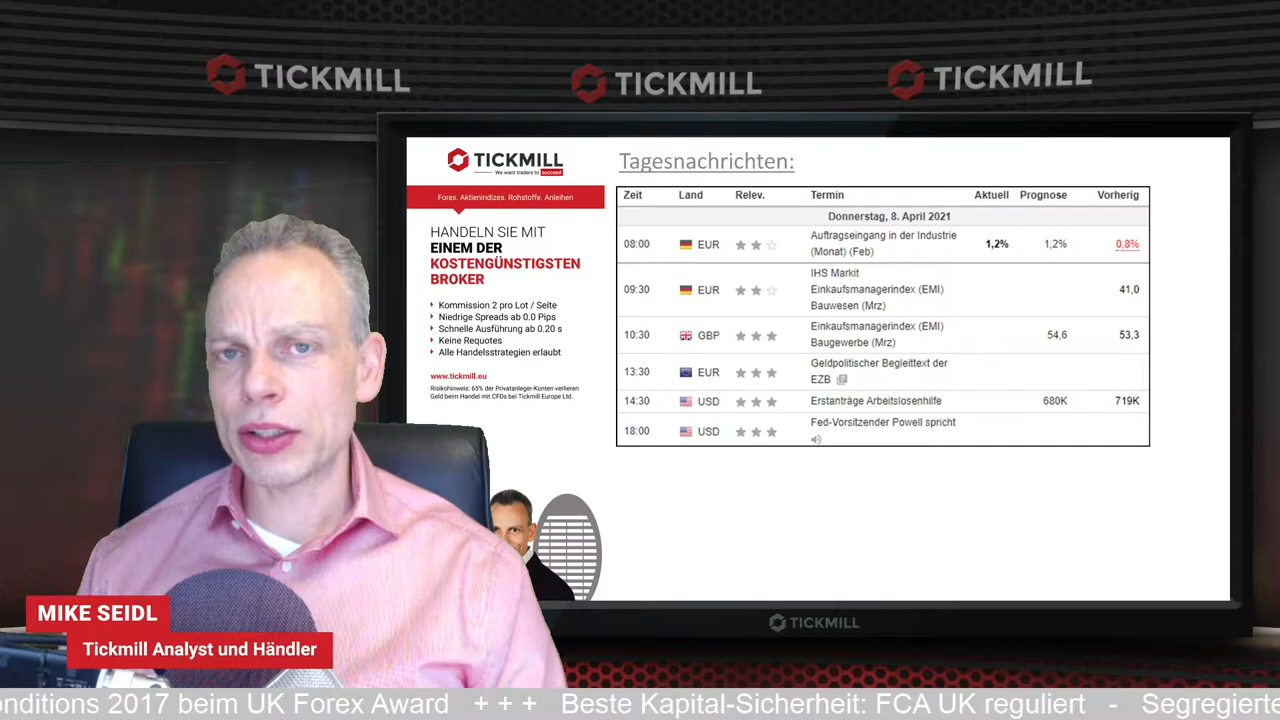 TICKMILL
TICKMILL
TICKMILL
TICKMILL
We want traders to succeed
Forex. Aktienindizes. Rohstoffe. Anleihen
HANDELN SIE MIT
EINEM DER
KOSTENGÜNSTIGSTEN
BROKER
Kommission 2 pro Lot / Seite
Niedrige Spreads ab 0.0 Pips
Schnelle Ausführung ab 0.20 s
Keine Requotes
Alle Handelsstrategien erlaubt
www.tickmill.eu
Risikohinweis: 65% der Privatanleger-Konten verlieren
Geld beim Handel mit CFDs bei Tickmill Europe Ltd.
Tagesnachrichten:
Zeit Land Relev. Termin Aktuell Prognose Vorherig
Donnerstag, 8. April 2021
08:00 EUR Auftragseingang in der Industrie (Monat) (Feb) 1,2% 1,2% 0,8%
09:30 EUR IHS Markit Einkaufsmanagerindex (EMI) Bauwesen (Mrz) 41,0
10:30 GBP Einkaufsmanagerindex (EMI) Baugewerbe (Mrz) 54,6 53,3
13:30 EUR Geldpolitischer Begleittext der EZB
14:30 USD Erstanträge Arbeitslosenhilfe 680K 719K
18:00 USD Fed-Vorsitzender Powell spricht
TICKMILL
MIKE SEIDL
Tickmill Analyst und Händler
onditions 2017 beim UK Forex Award + + + Beste Kapital-Sicherheit: FCA UK reguliert - Segregierte